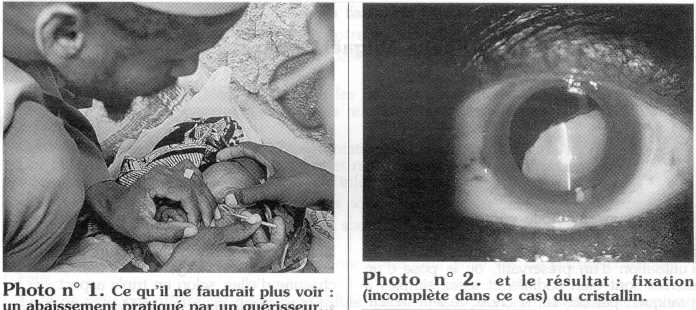 Photo n° 1. Ce qu'il ne faudrait plus voir :
un abaissement pratiqué par un guérisseur...
Photo n° 2. et le résultat : fixation
(incomplète dans ce cas) du cristallin.